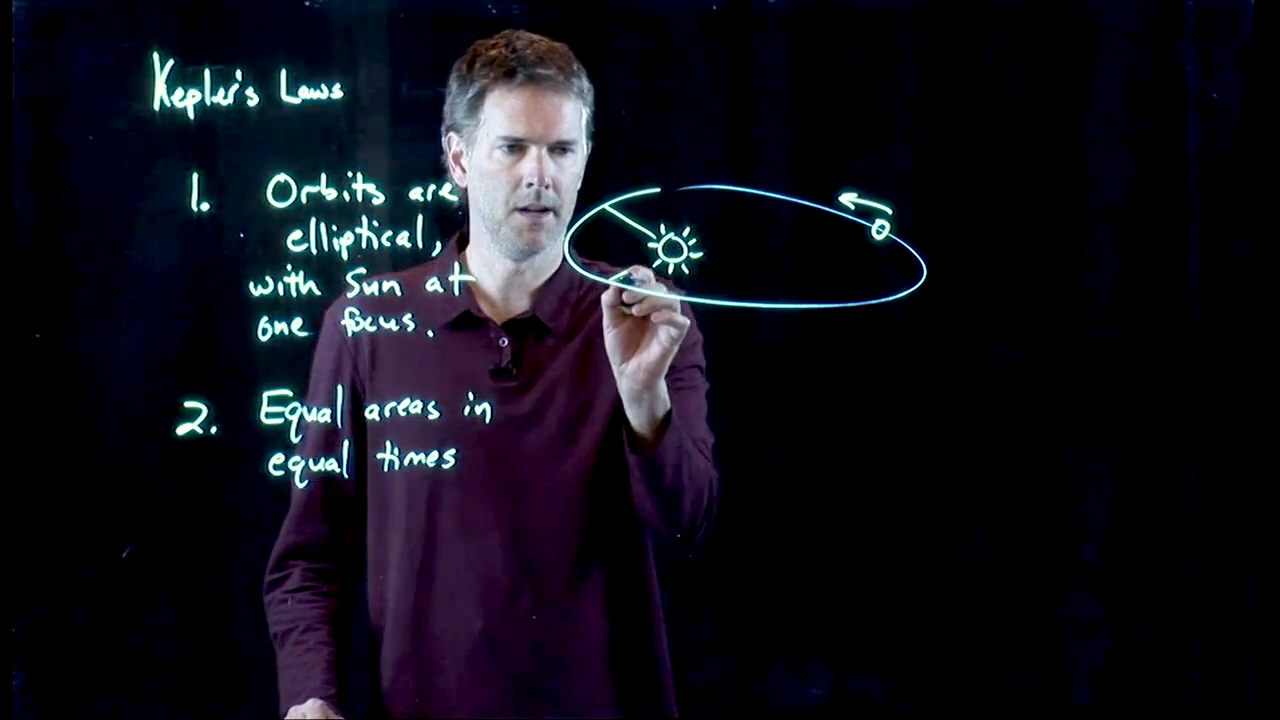 Kepler's Laws
1. Orbits are
elliptical,
with Sun at
one focus.
2. Equal areas in
equal times